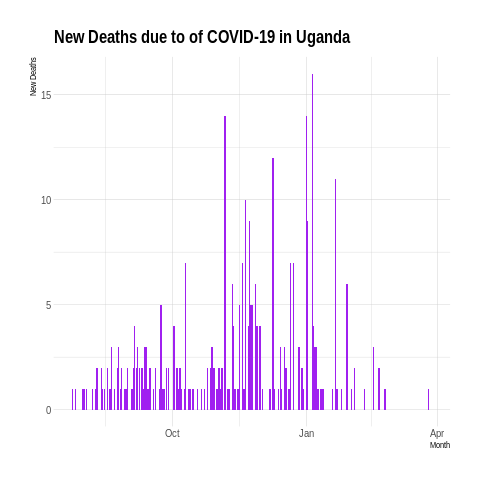 New Deaths due to of COVID-19 in Uganda
New Deaths
15
10
5
0
Oct
Jan
Apr
Month